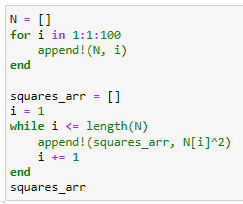 N = []
for i in 1:1:100
    append!(N, i)
end

squares_arr = []
i = 1
while i <= length(N)
    append!(squares_arr, N[i]^2)
    i += 1
end
squares_arr